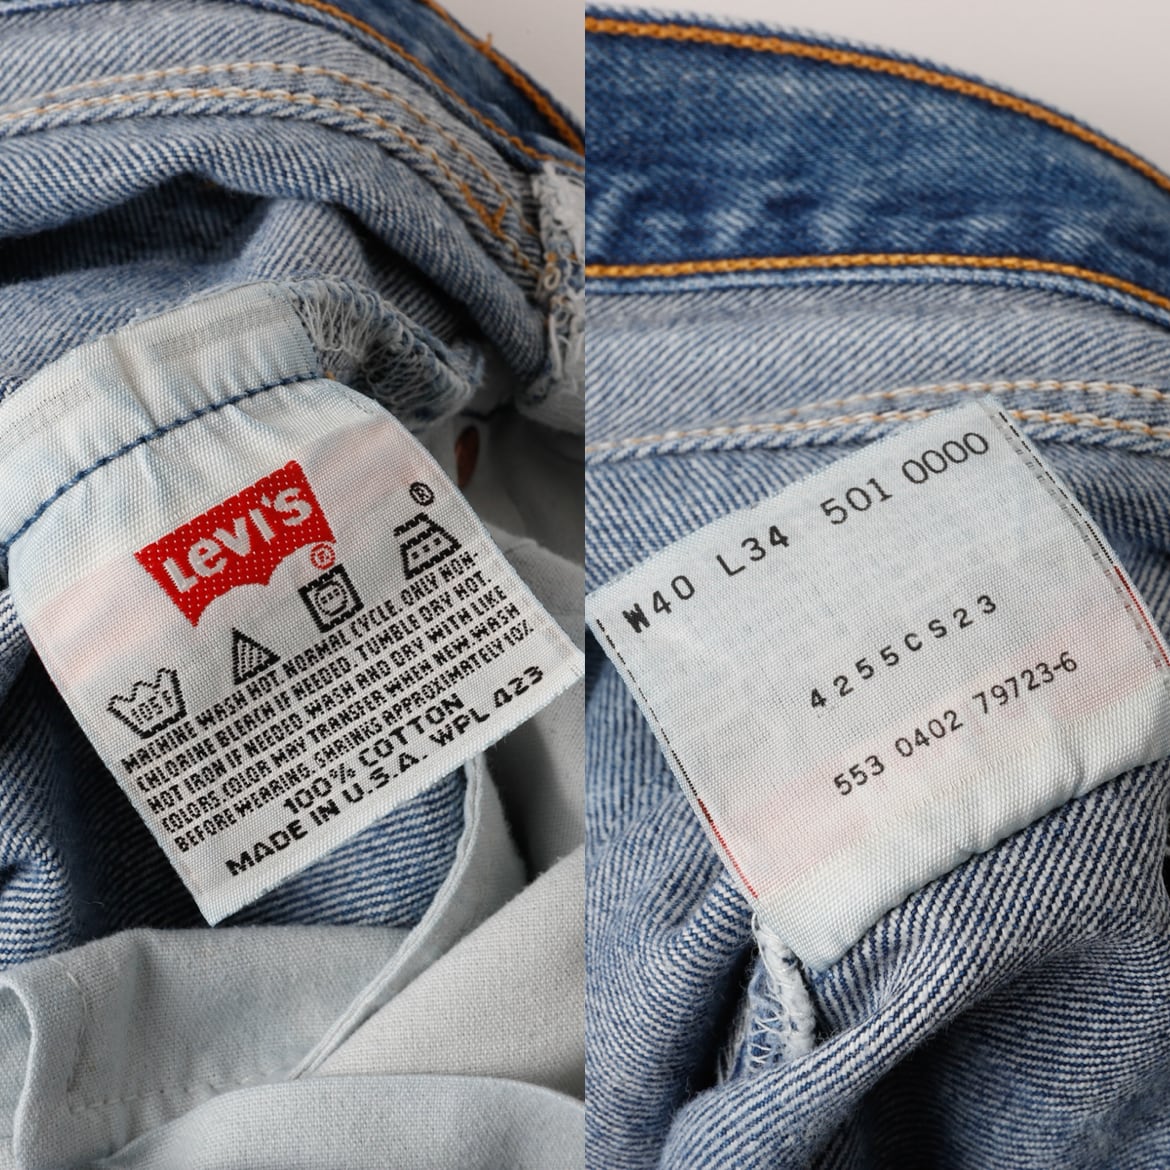 LEVI'S ®
®
105F
MACHINE WASH HOT. NORMAL CYCLE. ONLY NON-
CHLORINE BLEACH IF NEEDED. TUMBLE DRY HOT.
HOT IRON IF NEEDED. WASH AND DRY WITH LIKE
COLORS. COLOR MAY TRANSFER WHEN NEW. WASH
BEFORE WEARING. SHRINKS APPROXIMATELY 10%
100% COTTON
MADE IN U.S.A. WPL 423
W40 L34 501 0000
4255CS23
553 0402 79723-6